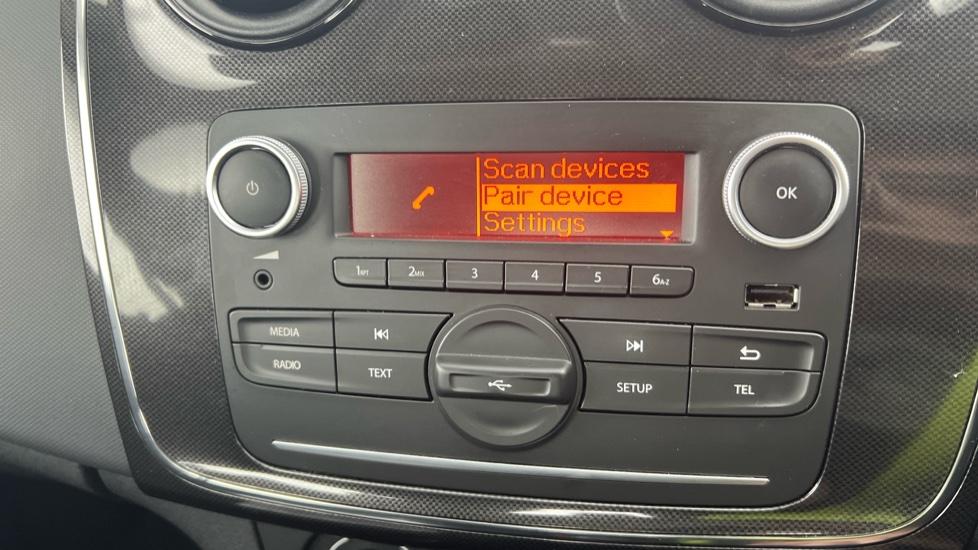 Scan devices
Pair device
Settings
OK
1RPT
2MIX
3
4
5
6A-Z
MEDIA
RADIO
TEXT
SETUP
TEL